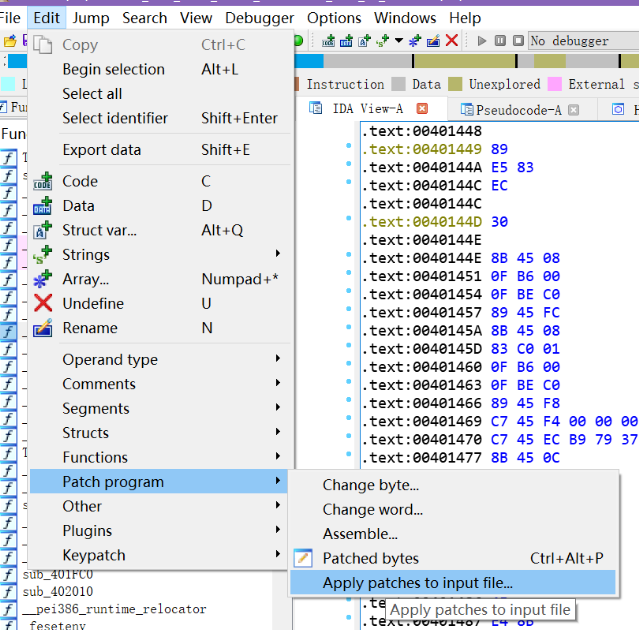 File Edit Jump Search View Debugger Options Windows Help
No debugger
Instruction Data Unexplored External s
IDA View-A Pseudocode-A
Fun
Copy Ctrl+C
Begin selection Alt+L
Select all
Select identifier Shift+Enter
Export data Shift+E
Code C
Data D
Struct var... Alt+Q
Strings
Array... Numpad+*
Undefine U
Rename N
Operand type
Comments
Segments
Structs
Functions
Patch program
Other
Plugins
Keypatch
Change byte...
Change word...
Assemble...
Patched bytes Ctrl+Alt+P
Apply patches to input file...
Apply patches to input file
.text:00401448
.text:00401449 89
.text:0040144A E5 83
.text:0040144C EC
.text:0040144C
.text:0040144D 30
.text:0040144E
.text:0040144E 8B 45 08
.text:00401451 0F B6 00
.text:00401454 0F BE C0
.text:00401457 89 45 FC
.text:0040145A 8B 45 08
.text:0040145D 83 C0 01
.text:00401460 0F B6 00
.text:00401463 0F BE C0
.text:00401466 89 45 F8
.text:00401469 C7 45 F4 00 00 00
.text:00401470 C7 45 EC B9 79 37
.text:00401477 8B 45 0C
.text:00401487 E4 8B
sub_401FC0
sub_402010
__pei386_runtime_relocator
_fesetenv